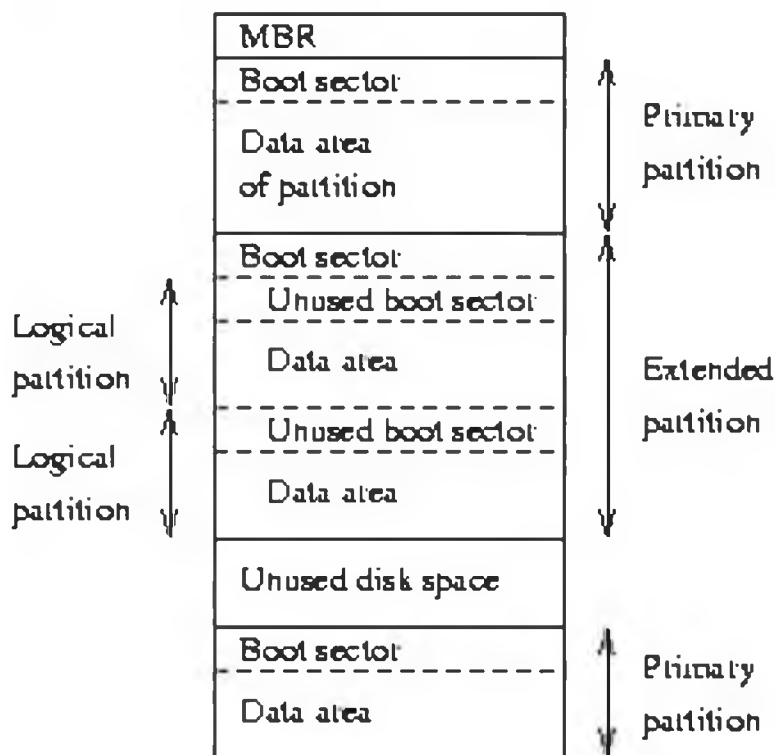 MBR
Boot sector
Data area
of partition
Primary
partition
Boot sector
Unused boot sector
Data area
Logical
partition
Unused boot sector
Data area
Logical
partition
Extended
partition
Unused disk space
Boot sector
Data area
Primary
partition